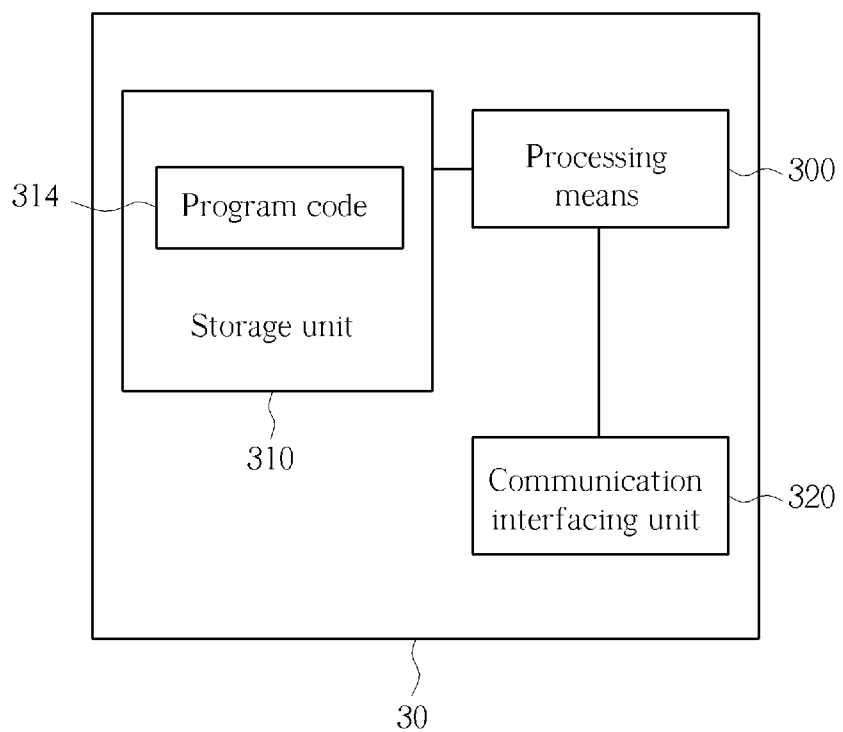 Processing
means
300
314
Program code
Storage unit
310
Communication
interfacing unit
320
30